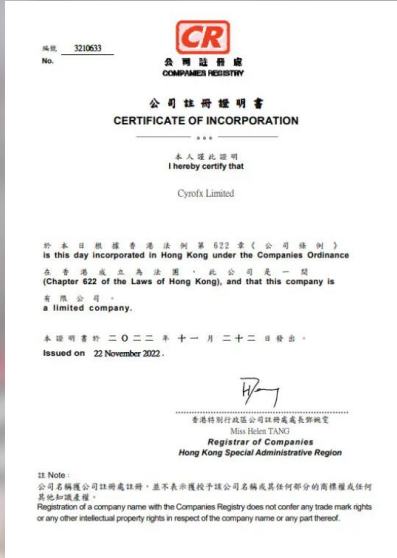 CR
編號 3210633
No.
公司註冊處
COMPANIES REGISTRY
公司註冊證明書
CERTIFICATE OF INCORPORATION
本人謹此證明
I hereby certify that
Cyrofx Limited
於本日根據香港法例第622章《公司條例》
is this day incorporated in Hong Kong under the Companies Ordinance
在香港成立為法團，此公司是一間
(Chapter 622 of the Laws of Hong Kong), and that this company is
有限公司。
a limited company.
本證明書於二〇二二年十一月二十二日發出。
Issued on 22 November 2022.
香港特別行政區公司註冊處處長鄧婉雯
Miss Helen TANG
Registrar of Companies
Hong Kong Special Administrative Region
註 Note:
公司名稱獲公司註冊處註冊，並不表示獲授予該公司名稱或其任何部分的商標權或任何
其他知識產權。
Registration of a company name with the Companies Registry does not confer any trade mark rights
or any other intellectual property rights in respect of the company name or any part thereof.